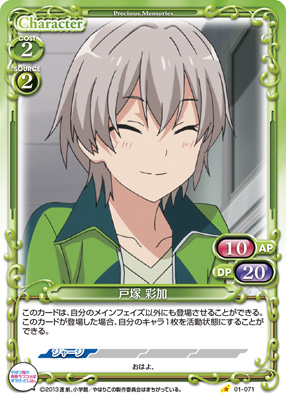 Precious Memories
Character
COST
2
SOURCE
2
10 AP
DP 20
戸塚 彩加
このカードは、自分のメインフェイズ以外にも登場させることができる。
このカードが登場した場合、自分のキャラ1枚を活動状態にすることが
できる。
ジャージ
おはよ。
©2013 渡 航、小学館／やはりこの製作委員会はまちがっている。
01-071